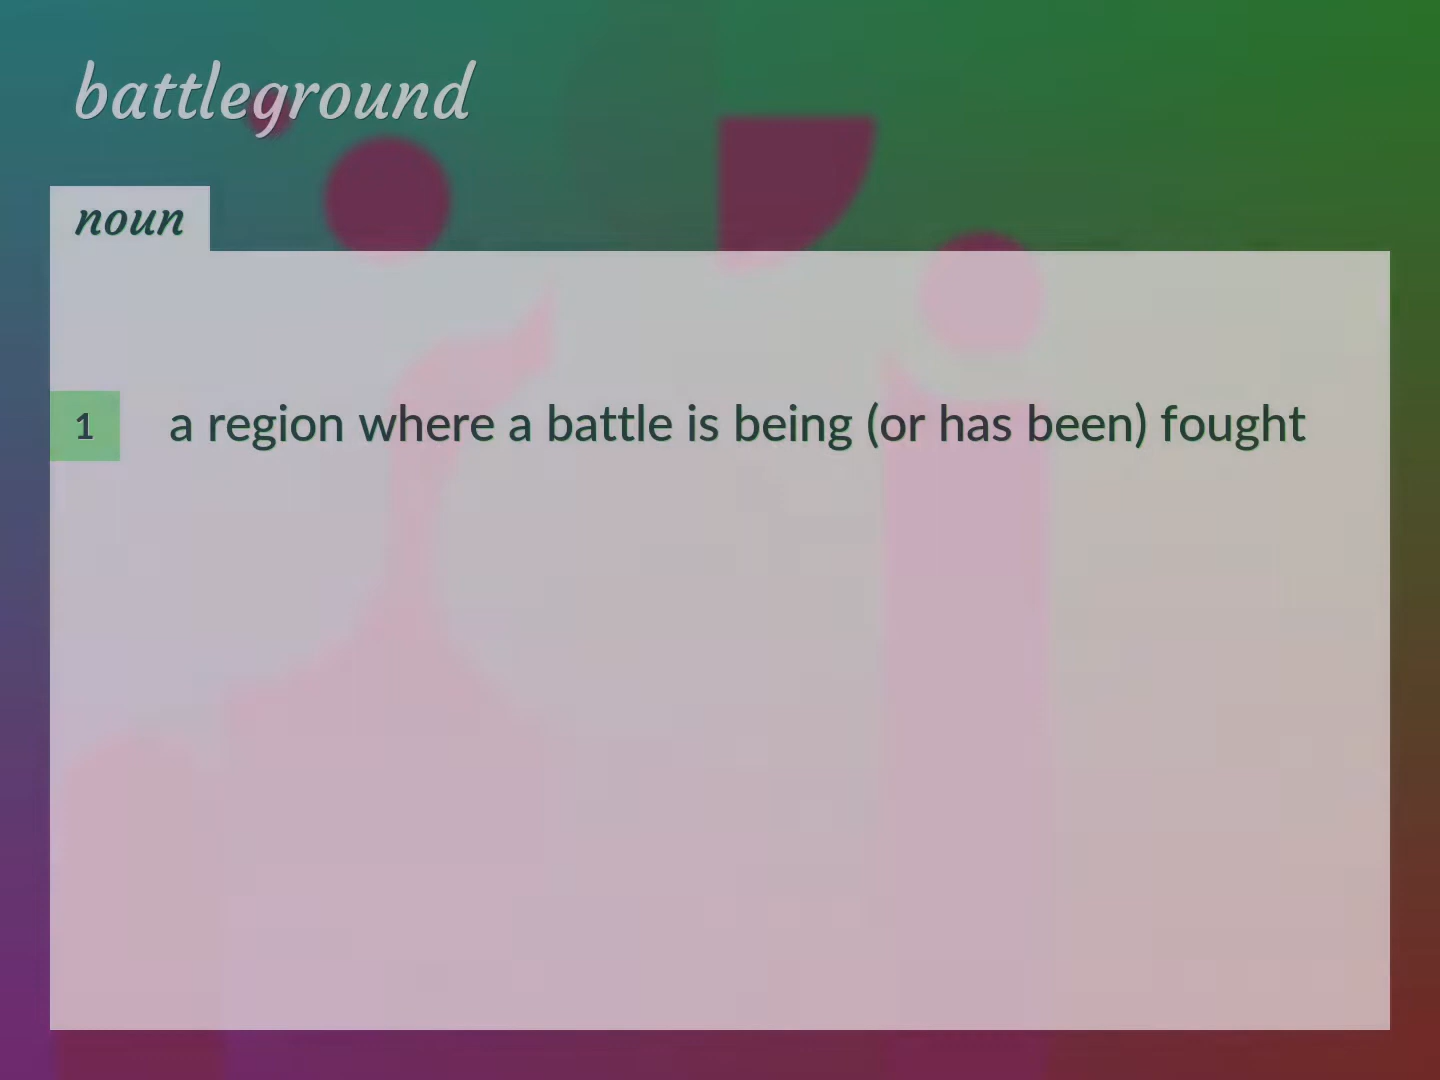 battleground
noun
1 a region where a battle is being (or has been) fought